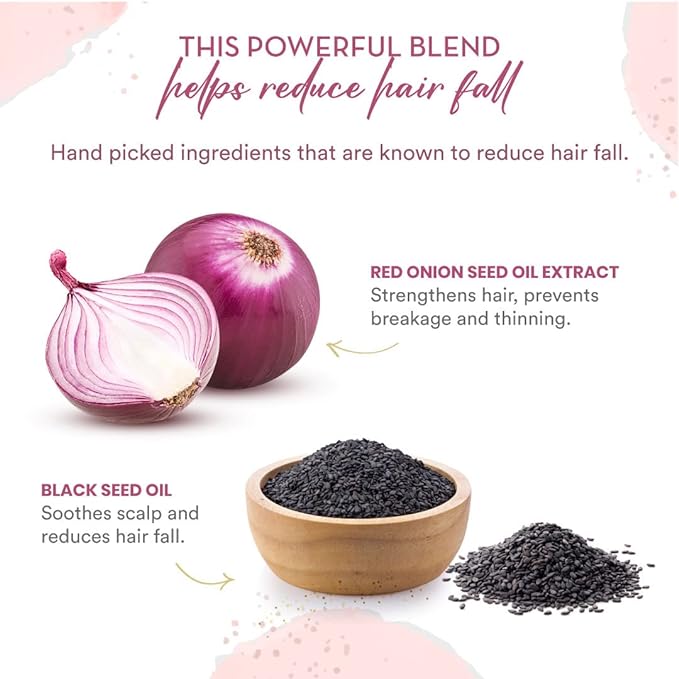 THIS POWERFUL BLEND
helps reduce hair fall
Hand picked ingredients that are known to reduce hair fall.
RED ONION SEED OIL EXTRACT
Strengthens hair, prevents
breakage and thinning.
BLACK SEED OIL
Soothes scalp and
reduces hair fall.